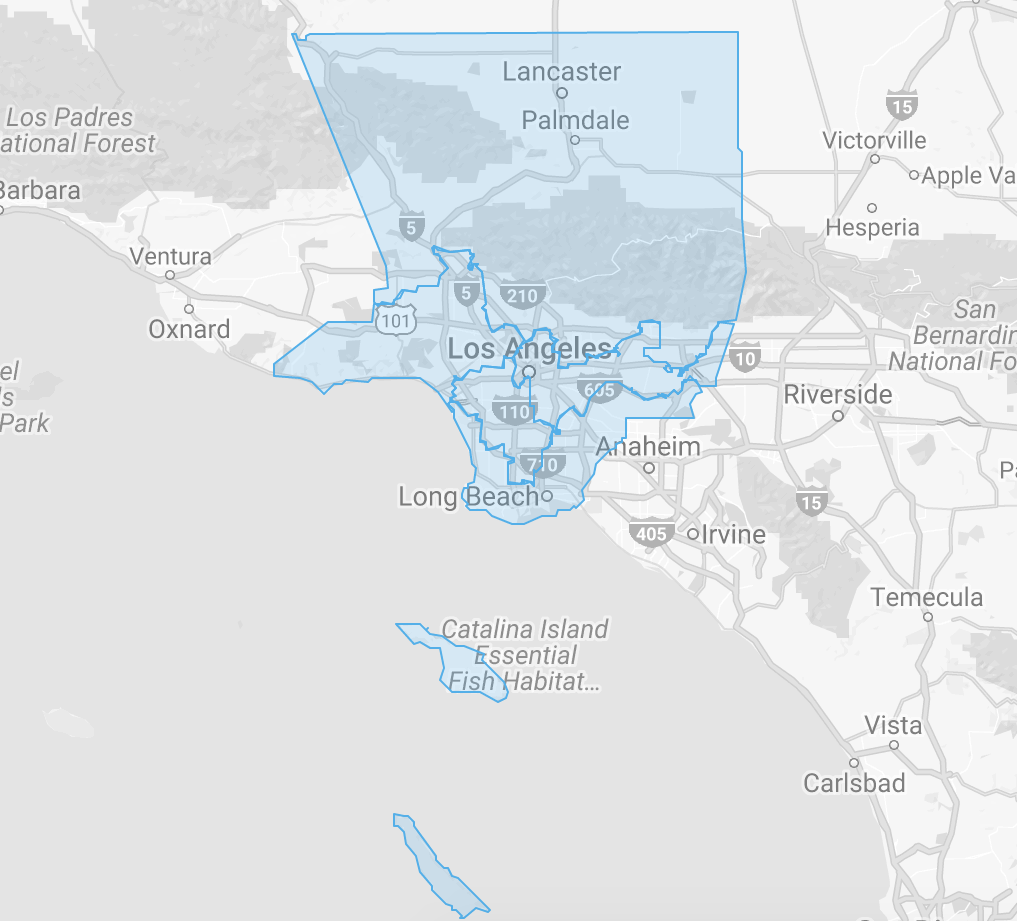 Lancaster
Los Padres
ational Forest
Palmdale
15
Victorville
Barbara
Apple Va
5
Hesperia
Ventura
5
210
San
Bernardin
National Fo
Oxnard
101
Los Angeles
10
el
ls
Park
605
Riverside
110
Anaheim
710
Long Beach
15
405
Irvine
Temecula
Catalina Island
Essential
Fish Habitat...
Vista
Carlsbad